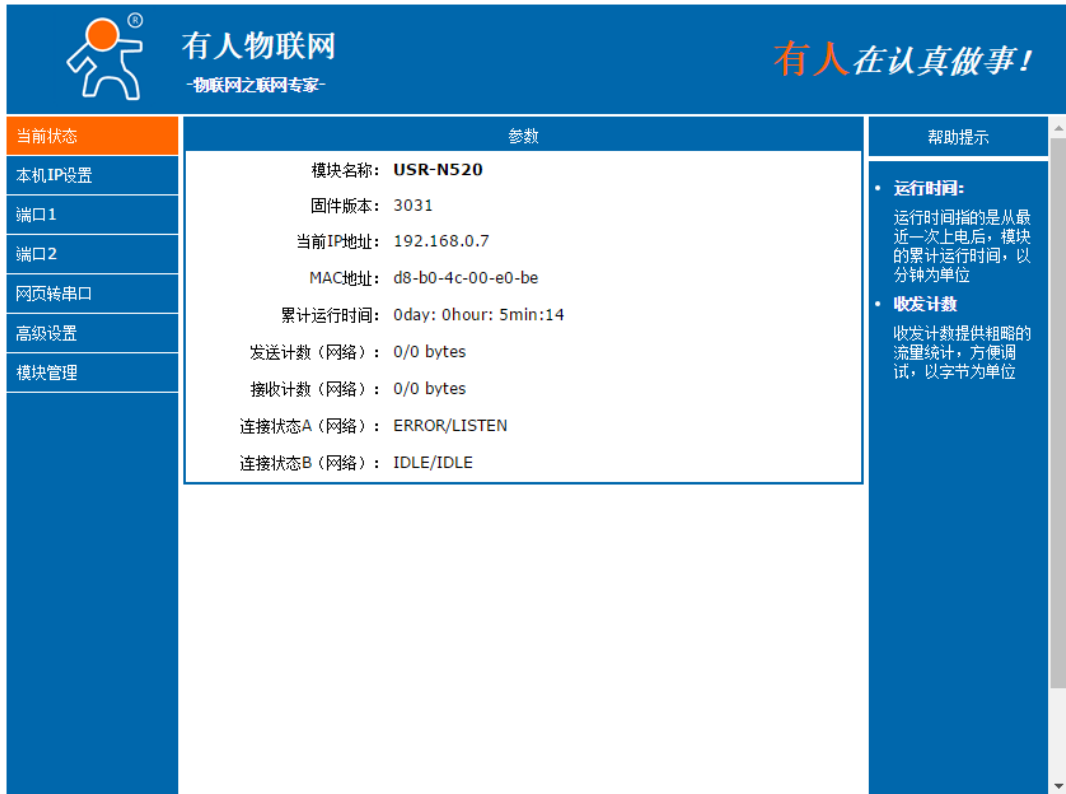 ®
有人物联网
-物联网之联网专家-
有人在认真做事!
当前状态
本机IP设置
端口1
端口2
网页转串口
高级设置
模块管理
参数
模块名称: USR-N520
固件版本: 3031
当前IP地址: 192.168.0.7
MAC地址: d8-b0-4c-00-e0-be
累计运行时间: 0day: 0hour: 5min:14
发送计数（网络）: 0/0 bytes
接收计数（网络）: 0/0 bytes
连接状态A（网络）: ERROR/LISTEN
连接状态B（网络）: IDLE/IDLE
帮助提示
• 运行时间:
运行时间指的是从最
近一次上电后，模块
的累计运行时间，以
分钟为单位
• 收发计数
收发计数提供粗略的
流量统计，方便调
试，以字节为单位